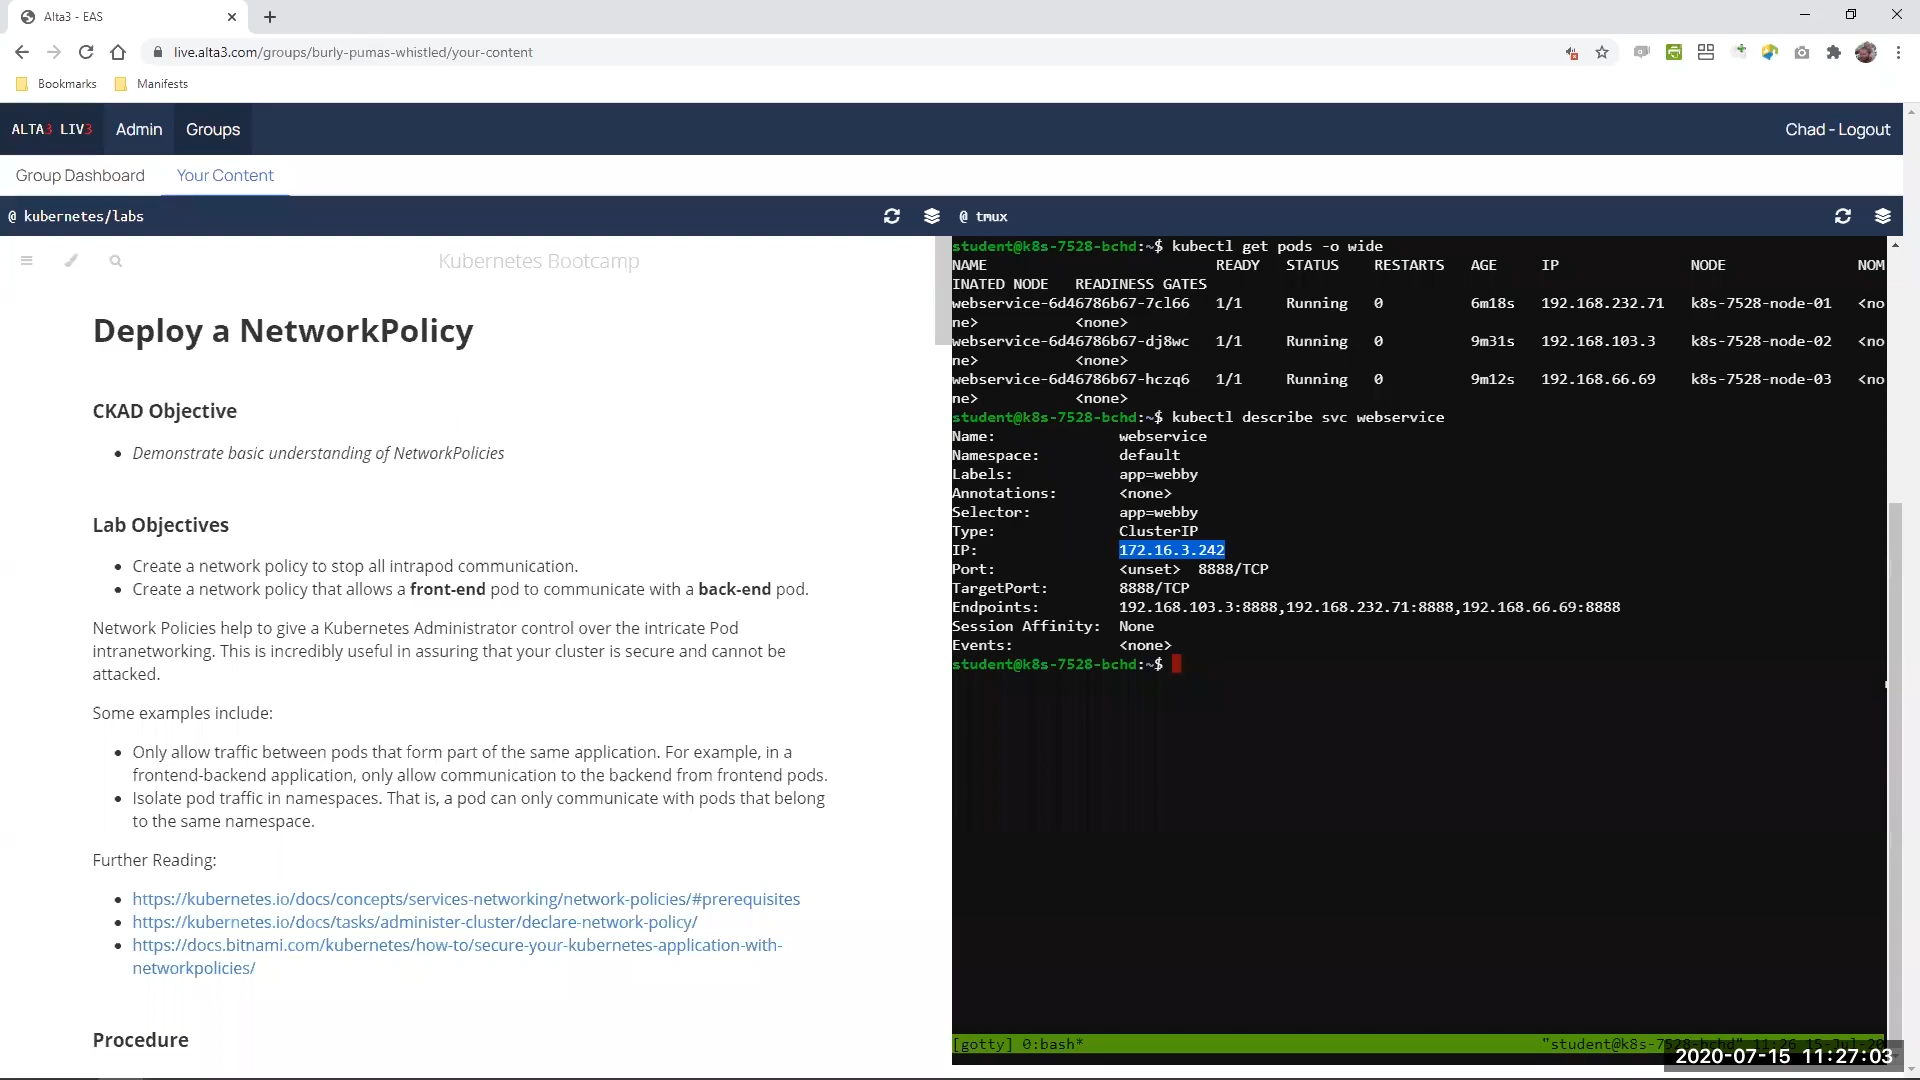 Alta3 - EAS
live.alta3.com/groups/burly-pumas-whistled/your-content
Bookmarks
Manifests
ALTA3 LIV3
Admin
Groups
Chad - Logout
Group Dashboard
Your Content
@ kubernetes/labs
@ tmux
Kubernetes Bootcamp
Deploy a NetworkPolicy
CKAD Objective
Demonstrate basic understanding of NetworkPolicies
Lab Objectives
Create a network policy to stop all intrapod communication.
Create a network policy that allows a front-end pod to communicate with a back-end pod.
Network Policies help to give a Kubernetes Administrator control over the intricate Pod
intranetworking. This is incredibly useful in assuring that your cluster is secure and cannot be
attacked.
Some examples include:
Only allow traffic between pods that form part of the same application. For example, in a
frontend-backend application, only allow communication to the backend from frontend pods.
Isolate pod traffic in namespaces. That is, a pod can only communicate with pods that belong
to the same namespace.
Further Reading:
https://kubernetes.io/docs/concepts/services-networking/network-policies/#prerequisites
https://kubernetes.io/docs/tasks/administer-cluster/declare-network-policy/
https://docs.bitnami.com/kubernetes/how-to/secure-your-kubernetes-application-with-
networkpolicies/
Procedure
student@k8s-7528-bchd:~$ kubectl get pods -o wide
NAME READY STATUS RESTARTS AGE IP NODE NOM
INATED NODE READINESS GATES
webservice-6d46786b67-7cl66 1/1 Running 0 6m18s 192.168.232.71 k8s-7528-node-01 <no
ne> <none>
webservice-6d46786b67-dj8wc 1/1 Running 0 9m31s 192.168.103.3 k8s-7528-node-02 <no
ne> <none>
webservice-6d46786b67-hczq6 1/1 Running 0 9m12s 192.168.66.69 k8s-7528-node-03 <no
ne> <none>
student@k8s-7528-bchd:~$ kubectl describe svc webservice
Name: webservice
Namespace: default
Labels: app=webby
Annotations: <none>
Selector: app=webby
Type: ClusterIP
IP: 172.16.3.242
Port: <unset> 8888/TCP
TargetPort: 8888/TCP
Endpoints: 192.168.103.3:8888,192.168.232.71:8888,192.168.66.69:8888
Session Affinity: None
Events: <none>
student@k8s-7528-bchd:~$
[gotty] 0:bash* "student@k8s-7528-bchd" 11:26 15-Jul-20
2020-07-15 11:27:03